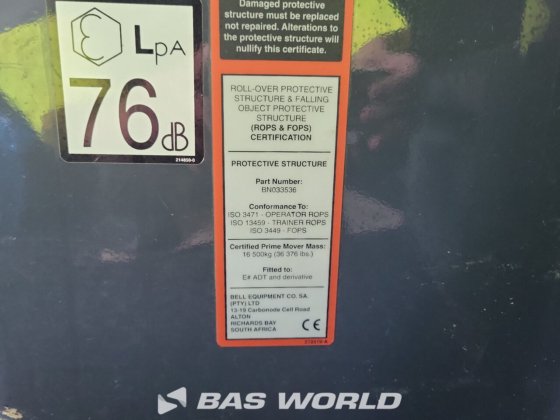 LpA
76
dB
214850-0
Damaged protective
structure must be replaced
not repaired. Alterations to
the protective structure will
nullify this certificate.
ROLL-OVER PROTECTIVE
STRUCTURE & FALLING
OBJECT PROTECTIVE
STRUCTURE
(ROPS & FOPS)
CERTIFICATION
PROTECTIVE STRUCTURE
Part Number:
BN033536
Conformance To:
ISO 3471 - OPERATOR ROPS
ISO 13459 - TRAINER ROPS
ISO 3449 - FOPS
Certified Prime Mover Mass:
16 500kg (36 376 lbs.)
Fitted to:
E# ADT and derivative
BELL EQUIPMENT CO. SA.
(PTY) LTD
13-19 Carbonode Cell Road
ALTON
RICHARDS BAY
SOUTH AFRICA
CE
BAS WORLD